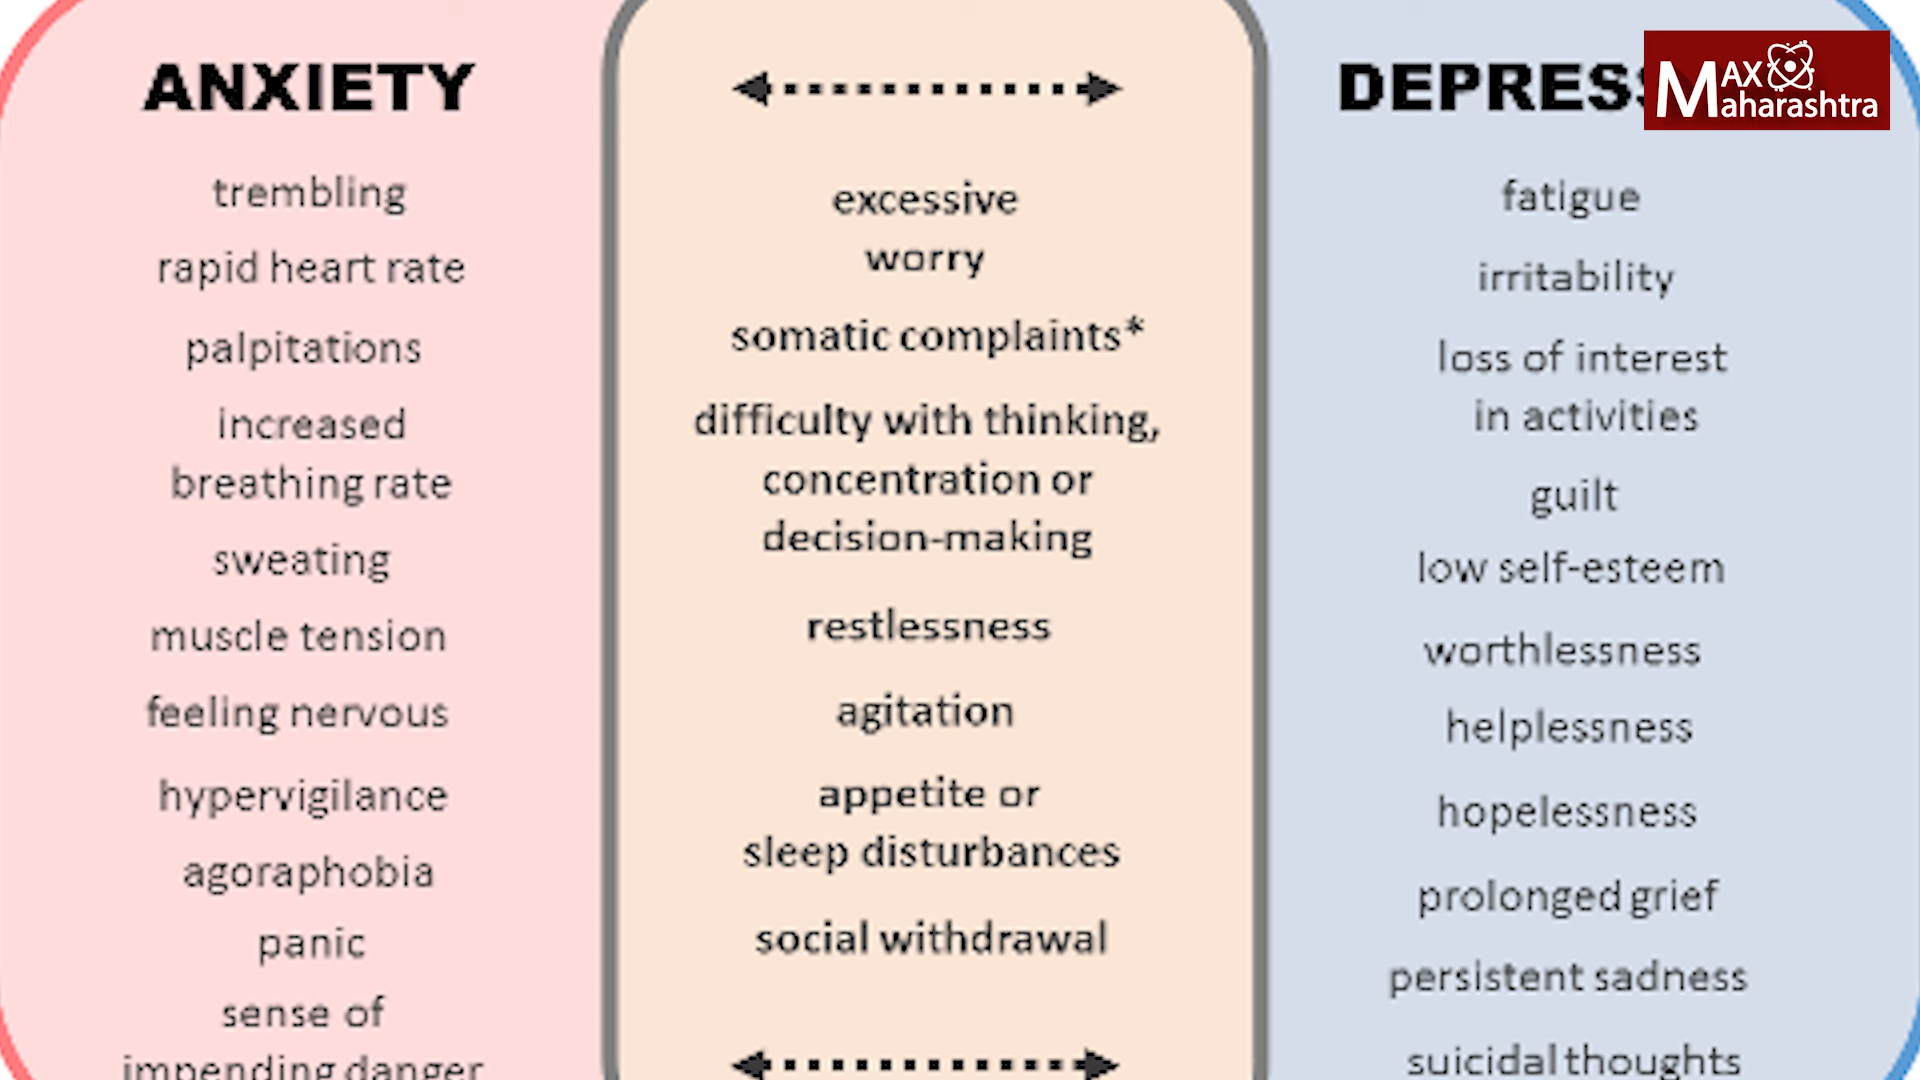 ANXIETY
trembling
rapid heart rate
palpitations
increased
breathing rate
sweating
muscle tension
feeling nervous
hypervigilance
agoraphobia
panic
sense of
impending danger
excessive
worry
somatic complaints*
difficulty with thinking,
concentration or
decision-making
restlessness
agitation
appetite or
sleep disturbances
social withdrawal
DEPRESS
fatigue
irritability
loss of interest
in activities
guilt
low self-esteem
worthlessness
helplessness
hopelessness
prolonged grief
persistent sadness
suicidal thoughts
MAX
Maharashtra